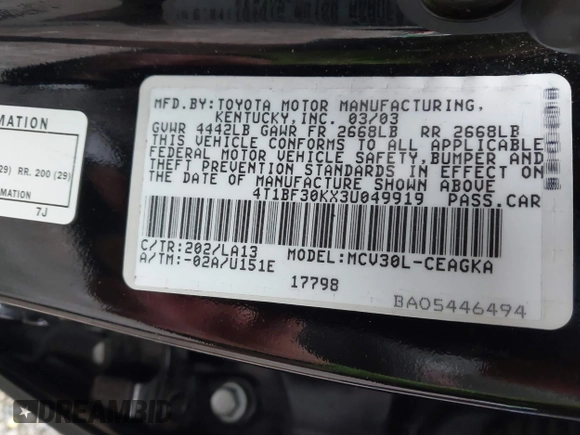 MFD.BY:TOYOTA MOTOR MANUFACTURING,
KENTUCKY,INC. 03/03
GVWR 4442LB GAWR FR 2668LB RR 2668LB
THIS VEHICLE CONFORMS TO ALL APPLICABLE
FEDERAL MOTOR VEHICLE SAFETY,BUMPER AND
THEFT PREVENTION STANDARDS IN EFFECT ON
THE DATE OF MANUFACTURE SHOWN ABOVE
4T1BF30KX3U049919 PASS.CAR
C/TR:202/LA13 MODEL:MCV30L-CEAGKA
A/TM:-02A/U151E
17798
BA05446494
RMATION
29) RR. 200 (29)
RMATION
7J
DREAMBID